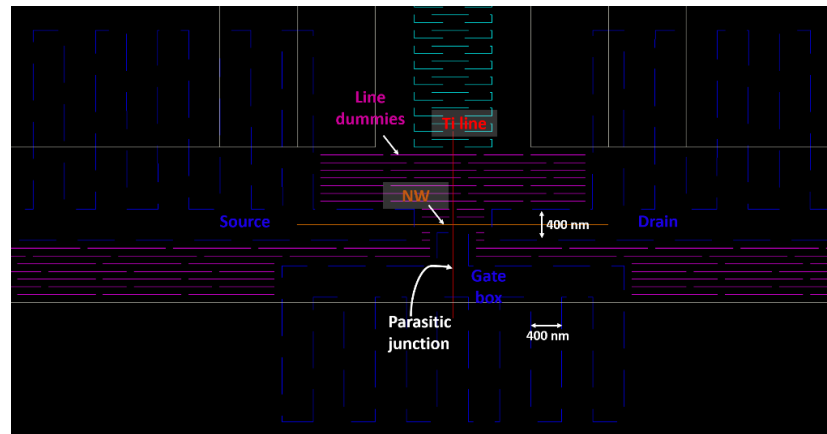 Line
dummies
Ti line
NW
Source
400 nm
Drain
Gate
box
Parasitic
junction
400 nm